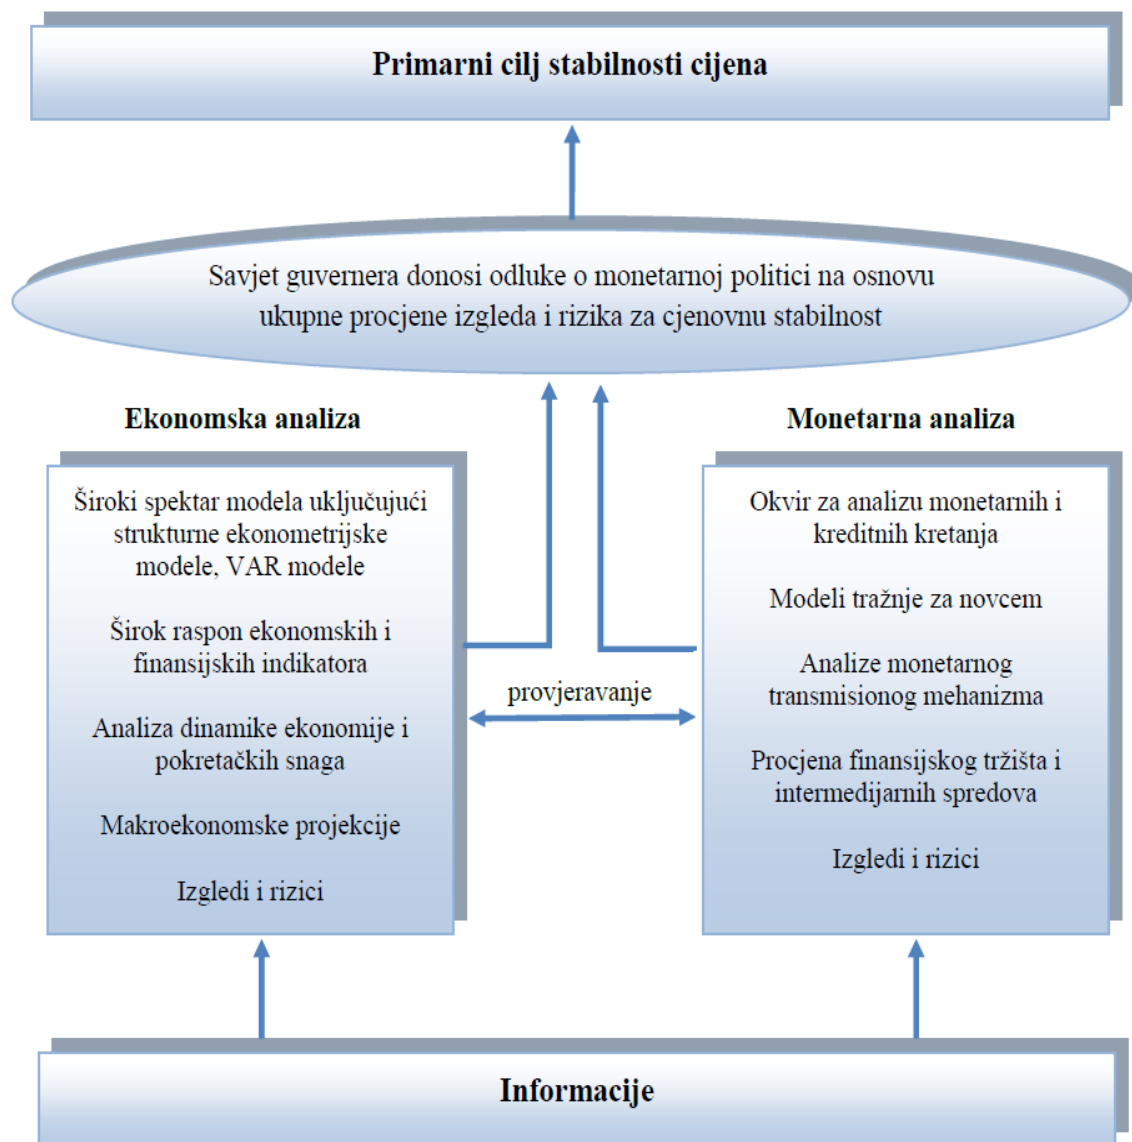 Primarni cilj stabilnosti cijena
Savjet guvernera donosi odluke o monetarnoj politici na osnovu
ukupne procjene izgleda i rizika za cjenovnu stabilnost
Ekonomska analiza
Široki spektar modela uključujući
strukturne ekonometrijske
modele, VAR modele
Širok raspon ekonomskih i
finansijskih indikatora
Analiza dinamike ekonomije i
pokretačkih snaga
Makroekonomske projekcije
Izgledi i rizici
provjeravanje
Monetarna analiza
Okvir za analizu monetarnih i
kreditnih kretanja
Modeli tražnje za novcem
Analize monetarnog
transmisionog mehanizma
Procjena finansijskog tržišta i
intermedijarnih spredova
Izgledi i rizici
Informacije